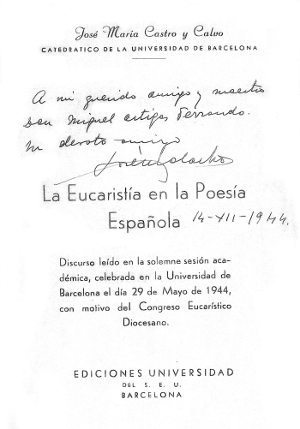 José María Castro y Calvo
CATEDRATICO DE LA UNIVERSIDAD DE BARCELONA
A mi querido amigo y maestro
Don Miguel Artigas Ferrando.
Su devoto amigo
La Eucaristía en la Poesía
Española 14-XII-1944.
Discurso leído en la solemne sesión aca-
démica, celebrada en la Universidad de
Barcelona el día 29 de Mayo de 1944,
con motivo del Congreso Eucarístico
Diocesano.
EDICIONES UNIVERSIDAD
DEL S. E. U.
BARCELONA